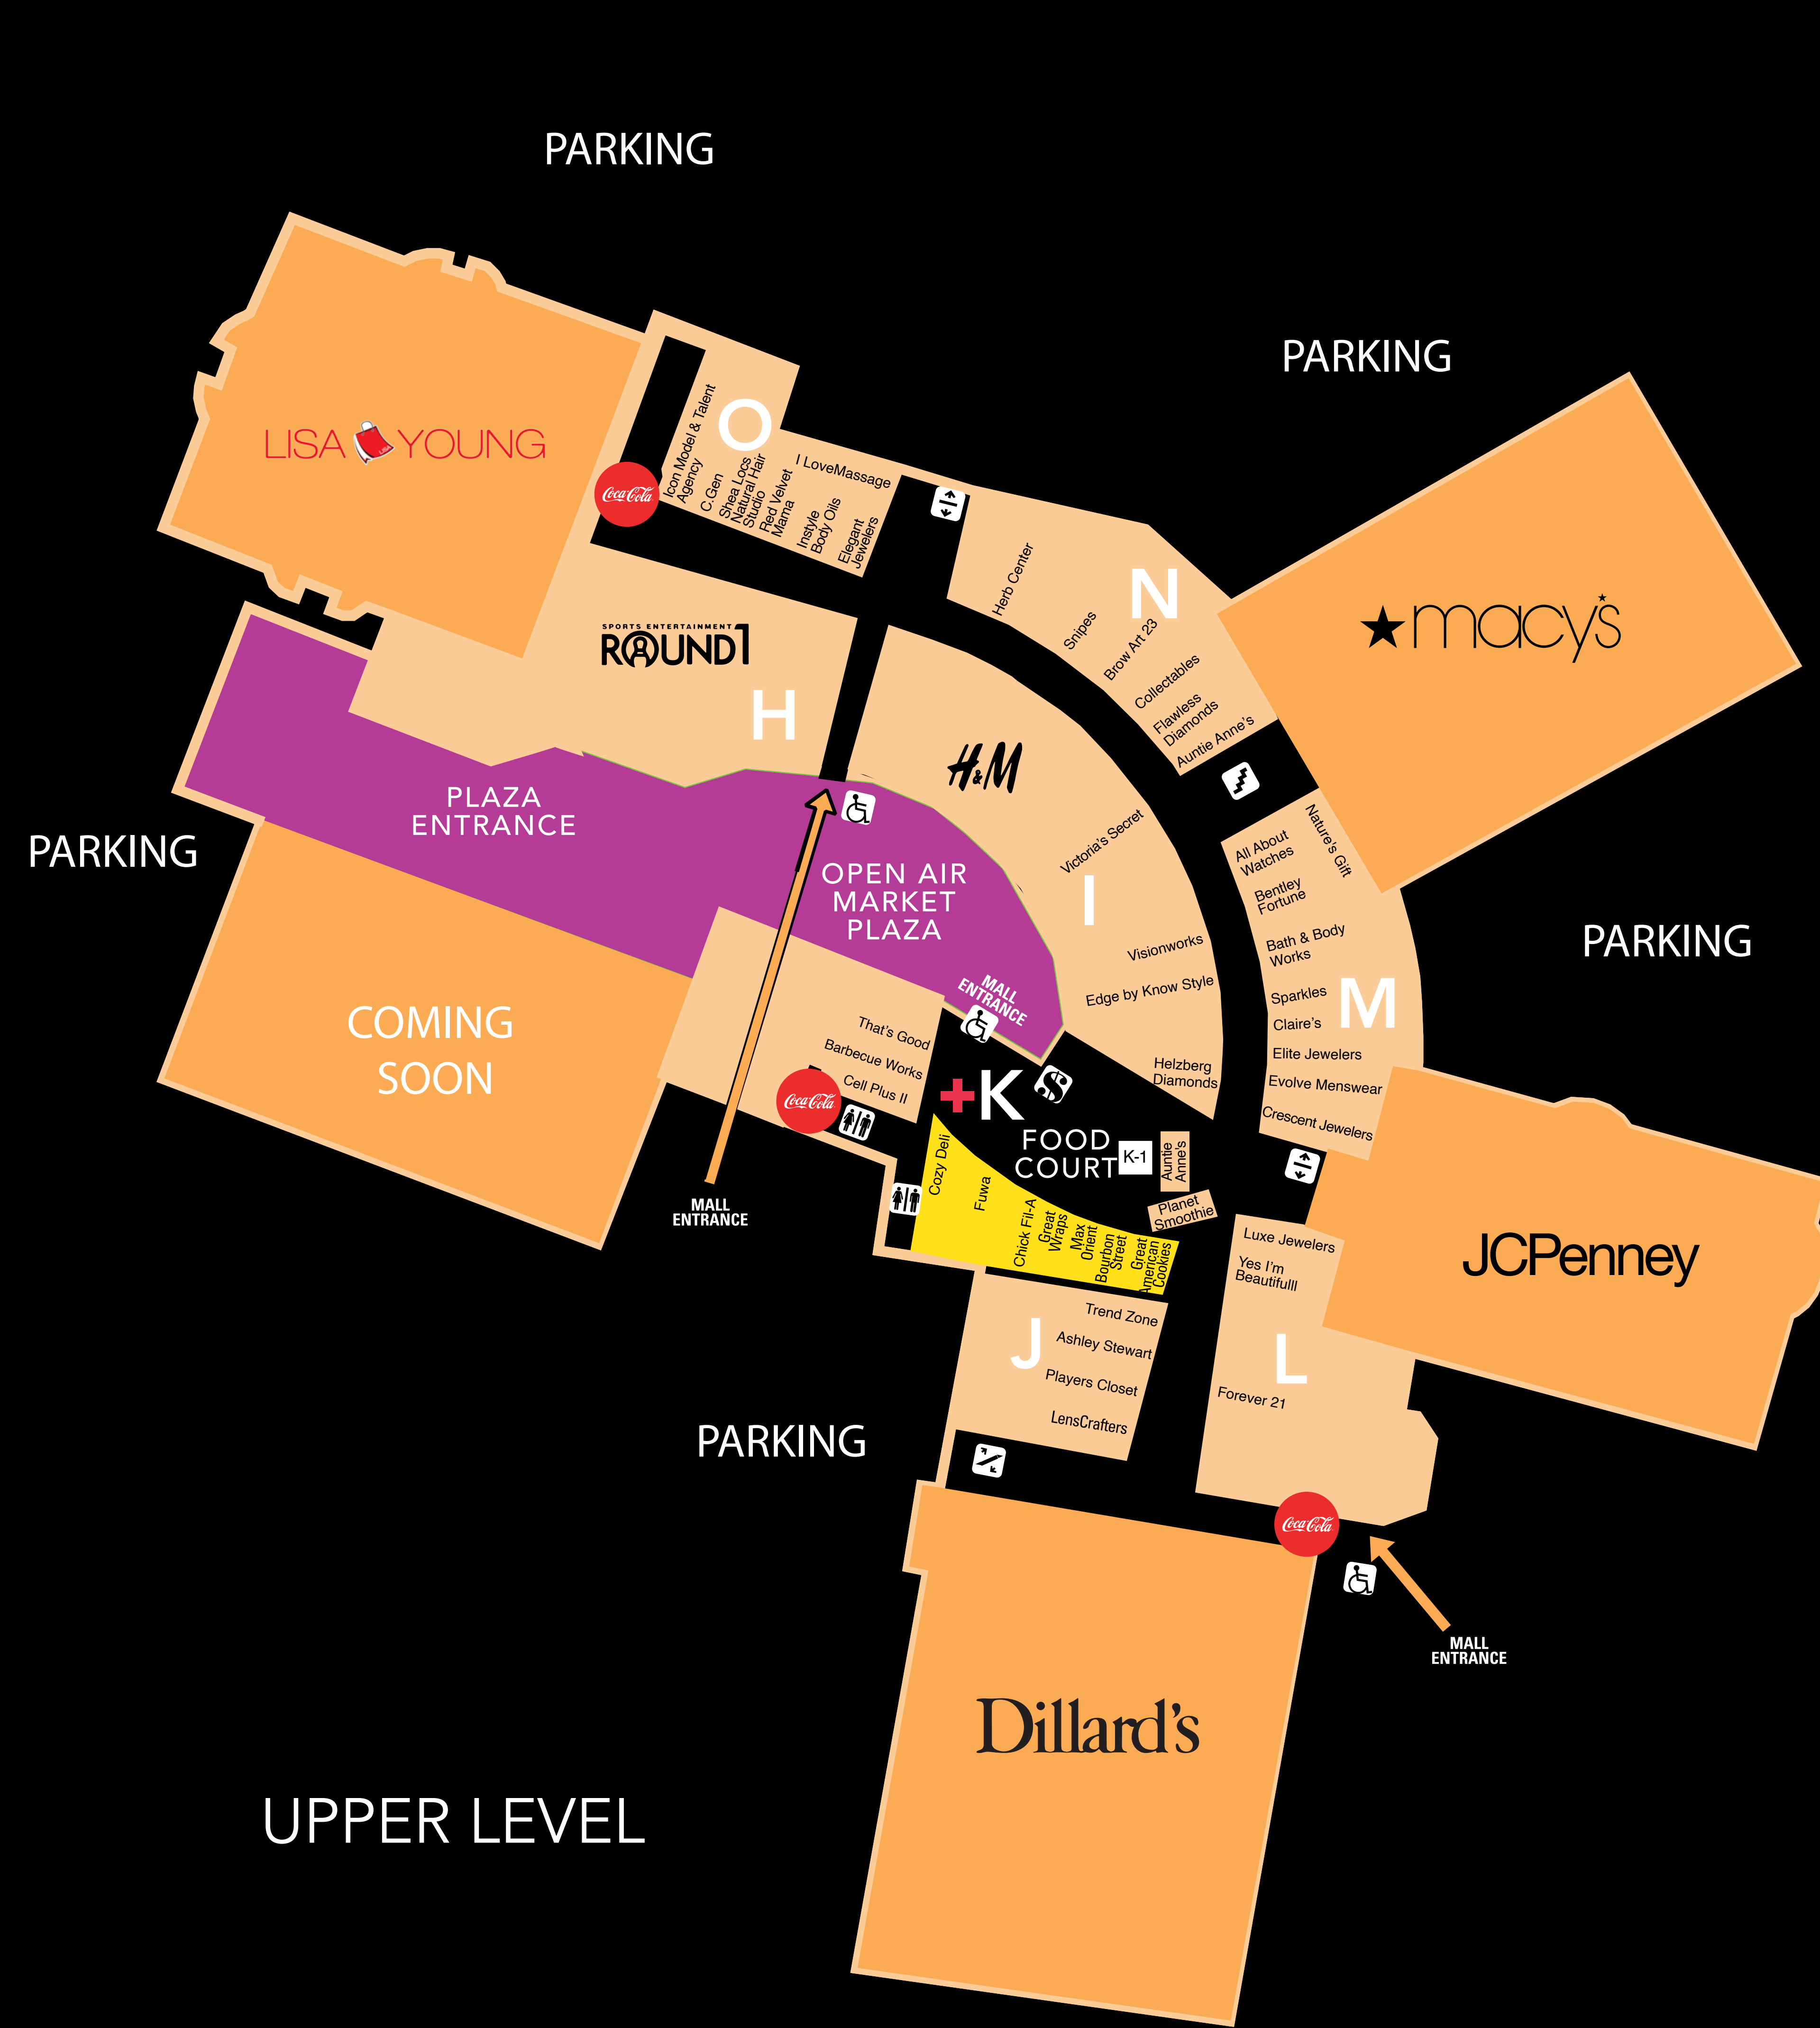 PARKING
PARKING
LISA YOUNG
O
Icon Model & Talent
Agency
C.Gen
Shea Locs
Natural Hair
Studio
Red Velvet
Mama
I LoveMassage
Instyle
Body Oils
Elegant
Jewelers
Coca-Cola
Herb Center
N
Snipes
Brow Art 23
Collectables
Flawless
Diamonds
Auntie Anne's
macy's
SPORTS ENTERTAINMENT
ROUND1
H
H&M
PLAZA
ENTRANCE
PARKING
OPEN AIR
MARKET
PLAZA
Victoria's Secret
I
Visionworks
Edge by Know Style
Helzberg
Diamonds
Nature's Gift
All About
Watches
Bentley
Fortune
Bath & Body
Works
M
Sparkles
Claire's
Elite Jewelers
Evolve Menswear
Crescent Jewelers
PARKING
MALL
ENTRANCE
COMING
SOON
That's Good
Barbecue Works
Cell Plus II
Coca-Cola
+K
$
FOOD
COURT
K-1
Auntie
Anne's
Planet
Smoothie
MALL
ENTRANCE
Cozy Deli
Fuwa
Chick Fil-A
Great
Wraps
Max
Orient
Bourbon
Street
Great
American
Cookies
Luxe Jewelers
Yes I'm
Beautifulll
L
Forever 21
JCPenney
J
Trend Zone
Ashley Stewart
Players Closet
LensCrafters
PARKING
Coca-Cola
MALL
ENTRANCE
Dillard's
UPPER LEVEL